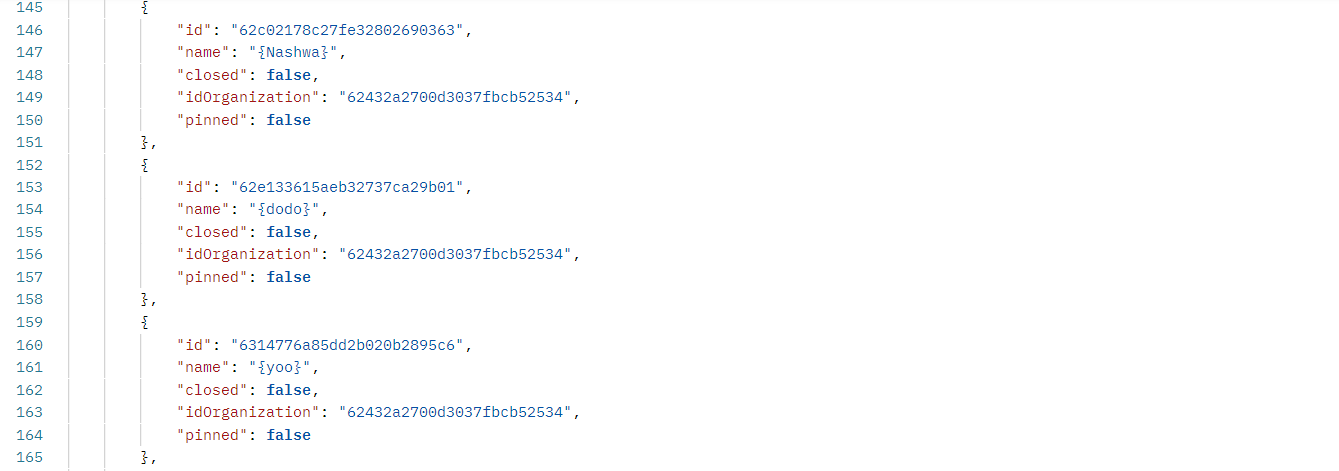 145 {
146 "id": "62c02178c27fe32802690363",
147 "name": "{Nashwa}",
148 "closed": false,
149 "idOrganization": "62432a2700d3037fbcb52534",
150 "pinned": false
151 },
152 {
153 "id": "62e133615aeb32737ca29b01",
154 "name": "{dodo}",
155 "closed": false,
156 "idOrganization": "62432a2700d3037fbcb52534",
157 "pinned": false
158 },
159 {
160 "id": "6314776a85dd2b020b2895c6",
161 "name": "{yoo}",
162 "closed": false,
163 "idOrganization": "62432a2700d3037fbcb52534",
164 "pinned": false
165 },